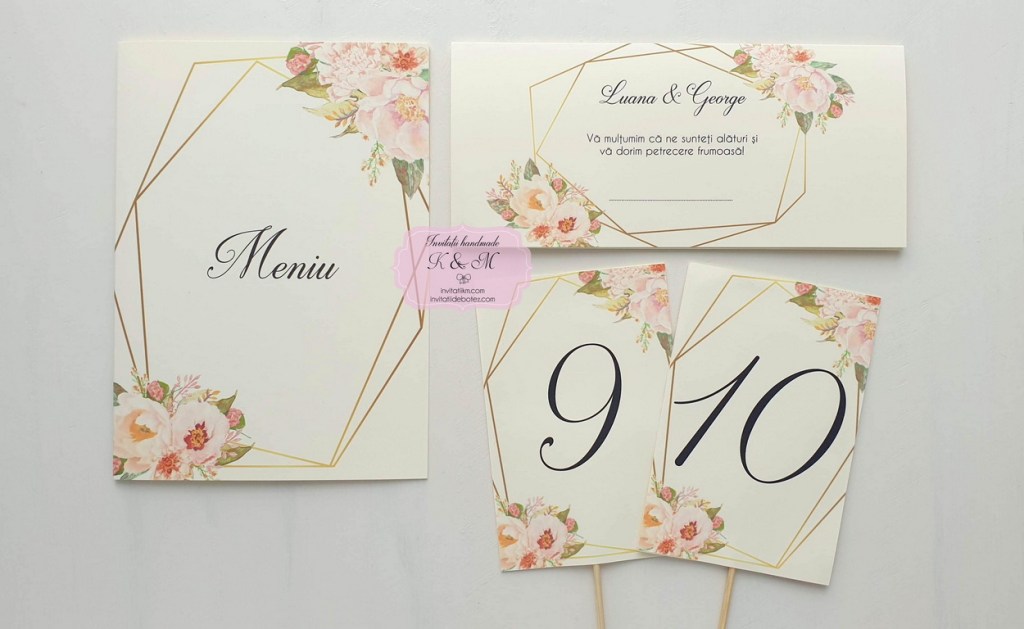 Meniu
Luana & George
Vă mulțumim că ne sunteți alături și
vă dorim petrecere frumoasă!
Invitații handmade
K & M
invitatiikm.com
invitatiidebotez.com
9
10